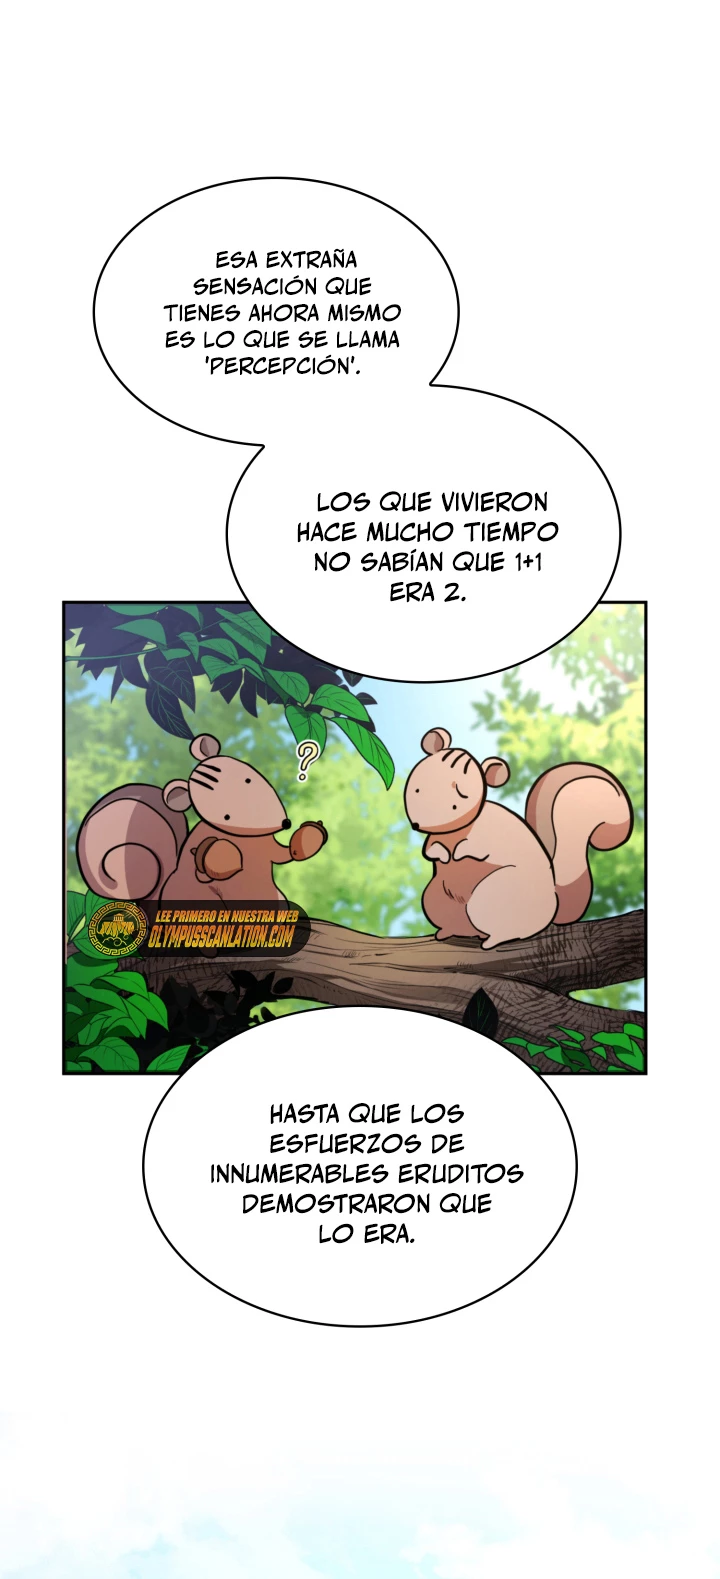 ESA EXTRAÑA
SENSACIÓN QUE
TIENES AHORA MISMO
ES LO QUE SE LLAMA
'PERCEPCIÓN'.
LOS QUE VIVIERON
HACE MUCHO TIEMPO
NO SABÍAN QUE 1+1
ERA 2.
?
LEE PRIMERO EN NUESTRA WEB
OLYMPUSSCANLATION.COM
HASTA QUE LOS
ESFUERZOS DE
INNUMERABLES ERUDITOS
DEMOSTRARON QUE
LO ERA.